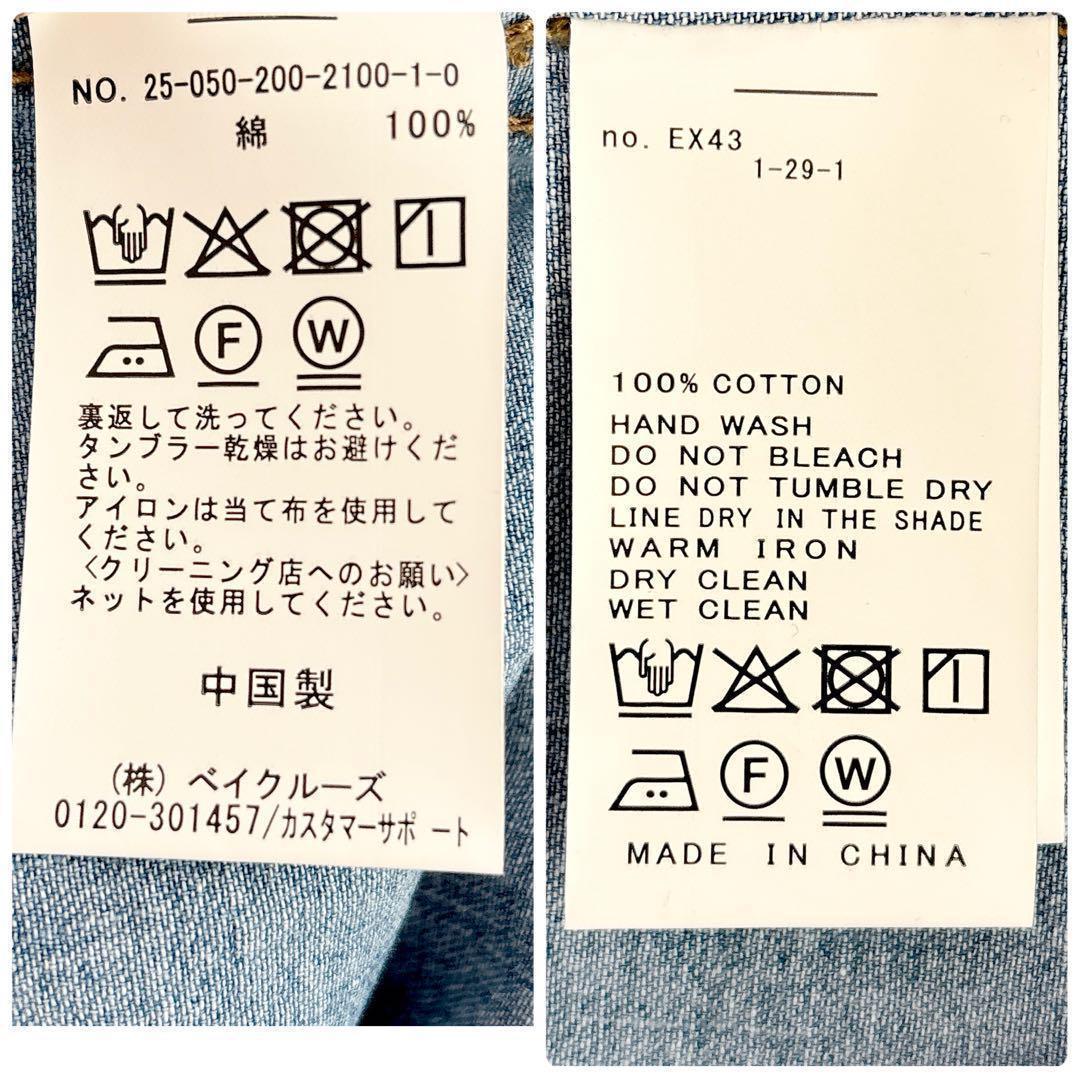 NO. 25-050-200-2100-1-0
綿 100%
F W
裏返して洗ってください。
タンブラー乾燥はお避けくだ
さい。
アイロンは当て布を使用して
ください。
〈クリーニング店へのお願い〉
ネットを使用してください。
中国製
(株) ベイクルーズ
0120-301457/カスタマーサポート
no. EX43
1-29-1
100% COTTON
HAND WASH
DO NOT BLEACH
DO NOT TUMBLE DRY
LINE DRY IN THE SHADE
WARM IRON
DRY CLEAN
WET CLEAN
F W
MADE IN CHINA